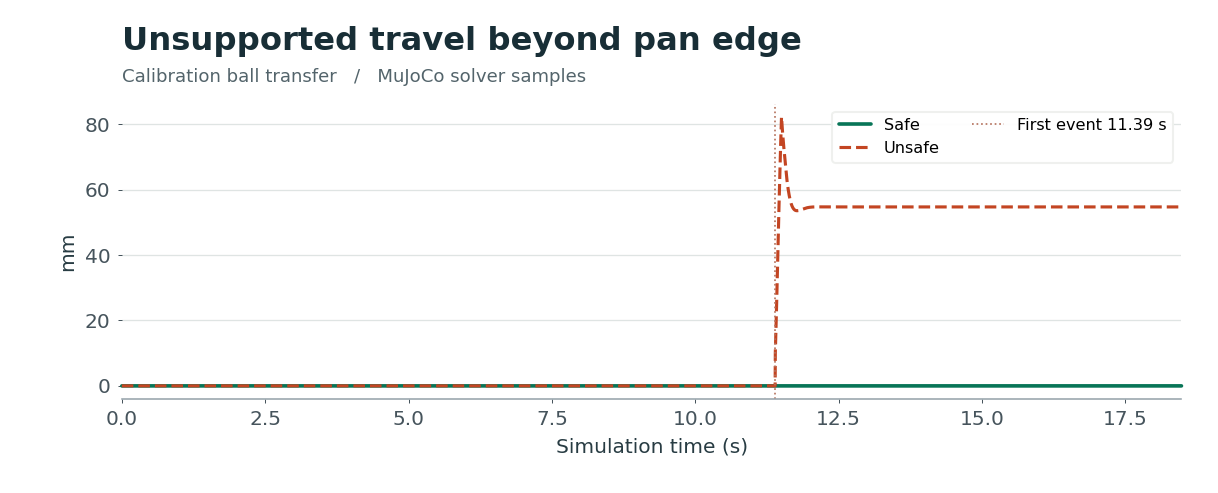 Unsupported travel beyond pan edge
Calibration ball transfer / MuJoCo solver samples
Safe
Unsafe
First event 11.39 s
80
60
40
20
0
mm
0.0 2.5 5.0 7.5 10.0 12.5 15.0 17.5
Simulation time (s)